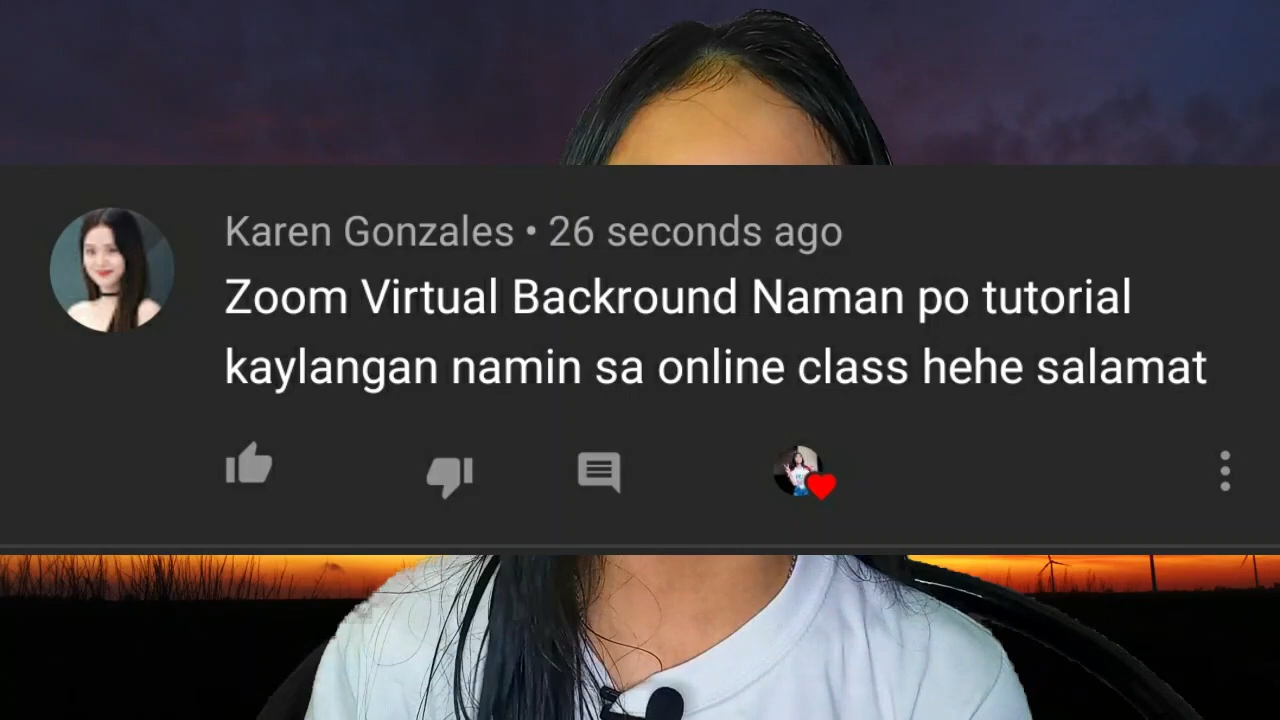 Karen Gonzales • 26 seconds ago
Zoom Virtual Backround Naman po tutorial
kaylangan namin sa online class hehe salamat